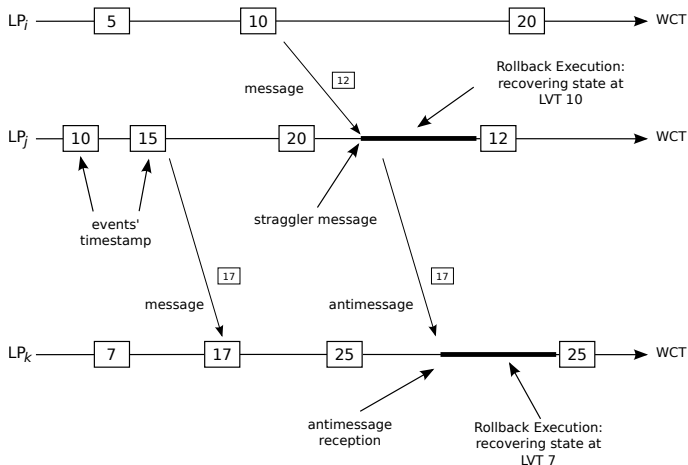 LPi
5
10
20
WCT
message
12
Rollback Execution:
recovering state at
LVT 10
LPj
10
15
20
12
WCT
events'
timestamp
straggler message
message
17
antimessage
17
LPk
7
17
25
25
WCT
antimessage
reception
Rollback Execution:
recovering state at
LVT 7